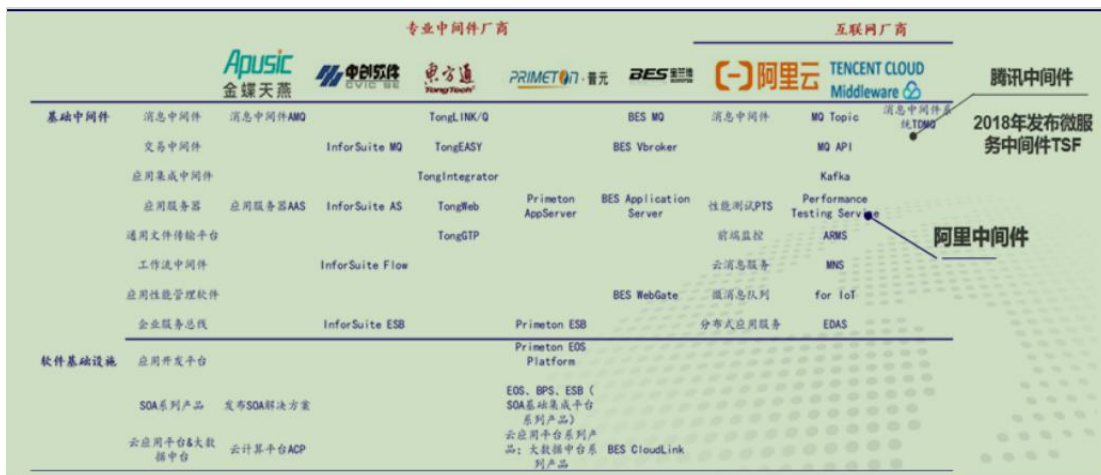 专业中间件厂商 互联网厂商
Apusic 金蝶天燕
中创软件 CVIC SE
东方通 TongTech
PRIMETON·普元
BES 宝兰德
阿里云
TENCENT CLOUD
Middleware
腾讯中间件
基础中间件 消息中间件 消息中间件AMQ TongLINK/Q BES MQ 消息中间件 MQ Topic
消息中间件系
统TDMQ
2018年发布微服
务中间件TSF
交易中间件 InforSuite MQ TongEASY BES Vbroker MQ API
应用集成中间件 TongIntegrator Kafka
应用服务器 应用服务器AAS InforSuite AS TongWeb
Primeton
AppServer
BES Application
Server
性能测试PTS
Performance
Testing Service
通用文件传输平台 TongGTP 前端监控 ARMS
阿里中间件
工作流中间件 InforSuite Flow 云消息服务 MNS
应用性能管理软件 BES WebGate 微消息队列 for IoT
企业服务总线 InforSuite ESB Primeton ESB 分布式应用服务 EDAS
软件基础设施 应用开发平台
Primeton EOS
Platform
SOA系列产品 发布SOA解决方案
EOS、BPS、ESB（
SOA基础集成平台
系列产品）
云应用平台&大数
据中台
云计算平台ACP
云应用平台系列产
品；大数据中台系
列产品
BES CloudLink